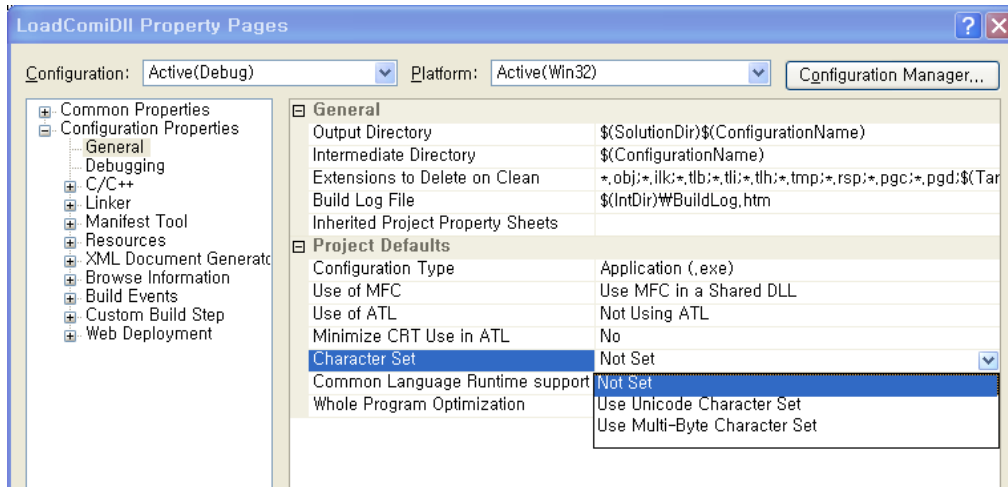 LoadComiDll Property Pages
Configuration: Active(Debug) Platform: Active(Win32) Configuration Manager...
Common Properties
Configuration Properties
General
Debugging
C/C++
Linker
Manifest Tool
Resources
XML Document Generato
Browse Information
Build Events
Custom Build Step
Web Deployment
General
Output Directory $(SolutionDir)$(ConfigurationName)
Intermediate Directory $(ConfigurationName)
Extensions to Delete on Clean *.obj;*.ilk;*.tlb;*.tli;*.tlh;*.tmp;*.rsp;*.pgc;*.pgd;$(Tar
Build Log File $(IntDir)₩BuildLog.htm
Inherited Project Property Sheets
Project Defaults
Configuration Type Application (.exe)
Use of MFC Use MFC in a Shared DLL
Use of ATL Not Using ATL
Minimize CRT Use in ATL No
Character Set Not Set
Common Language Runtime support Not Set
Whole Program Optimization Use Unicode Character Set
Use Multi-Byte Character Set